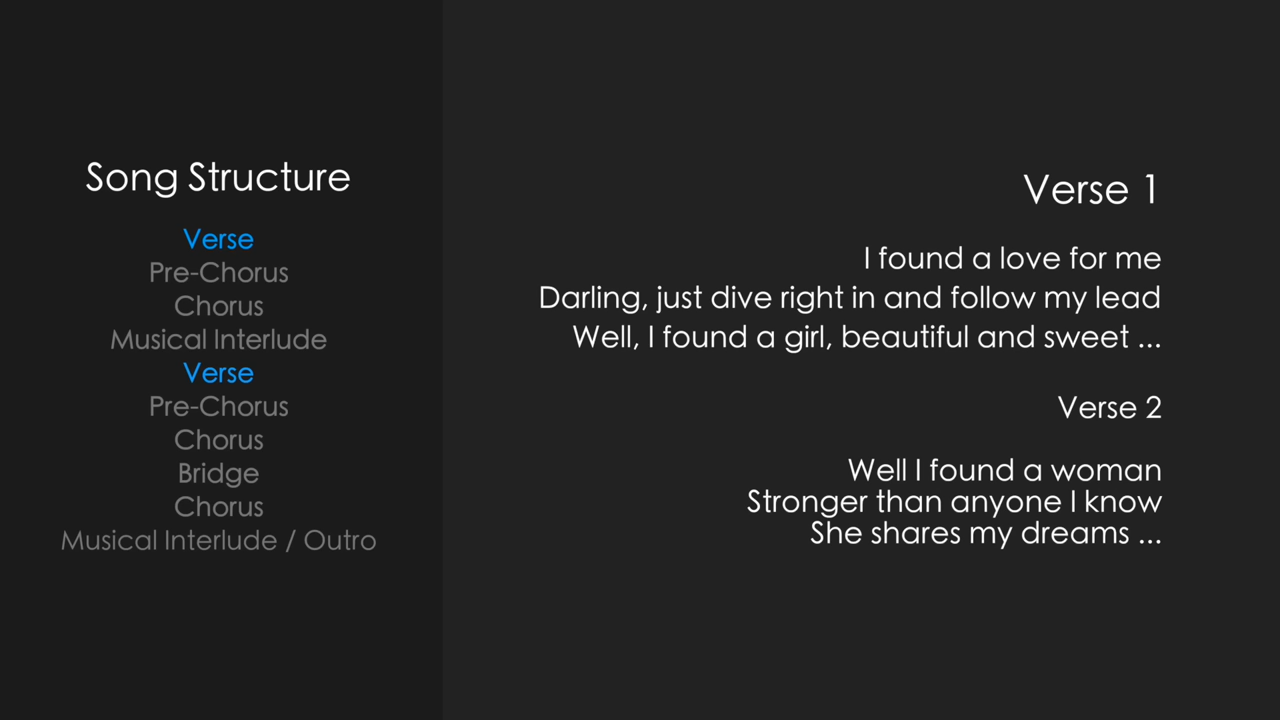 Song Structure
Verse
Pre-Chorus
Chorus
Musical Interlude
Verse
Pre-Chorus
Chorus
Bridge
Chorus
Musical Interlude / Outro
Verse 1
I found a love for me
Darling, just dive right in and follow my lead
Well, I found a girl, beautiful and sweet ...
Verse 2
Well I found a woman
Stronger than anyone I know
She shares my dreams ...